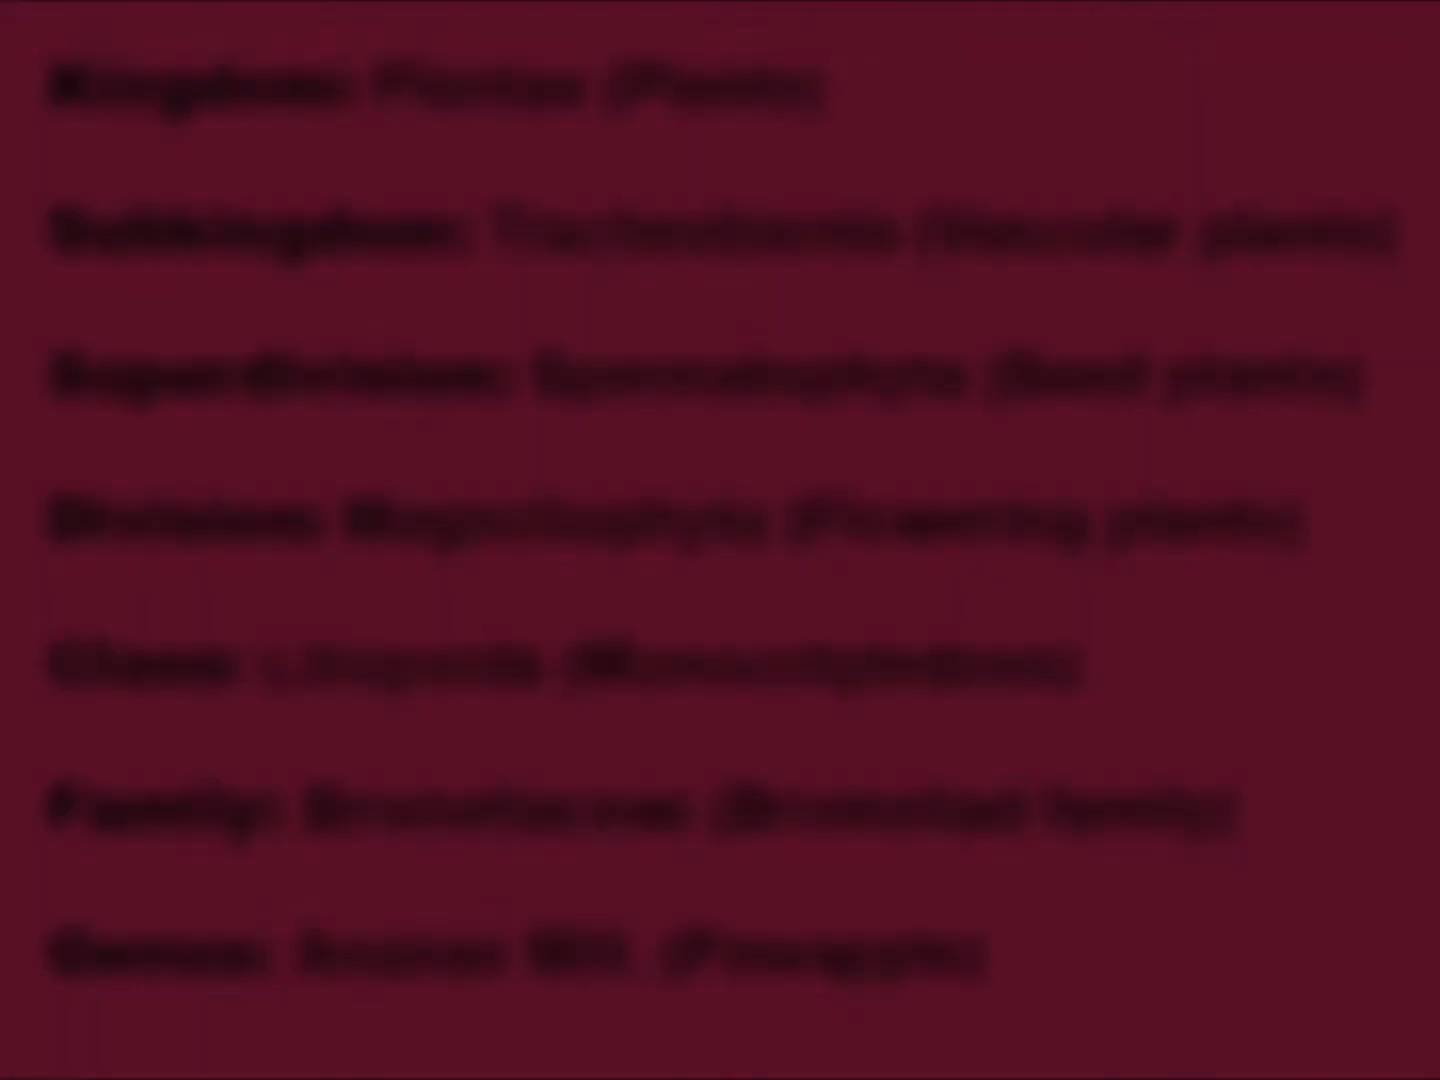 Kingdom: Plantae (Plants)
Subkingdom: Tracheobionta (Vascular plants)
Superdivision: Spermatophyta (Seed plants)
Division: Magnoliophyta (Flowering plants)
Class: Liliopsida (Monocotyledons)
Family: Bromeliaceae (Bromeliad family)
Genus: Ananas Mill. (Pineapple)